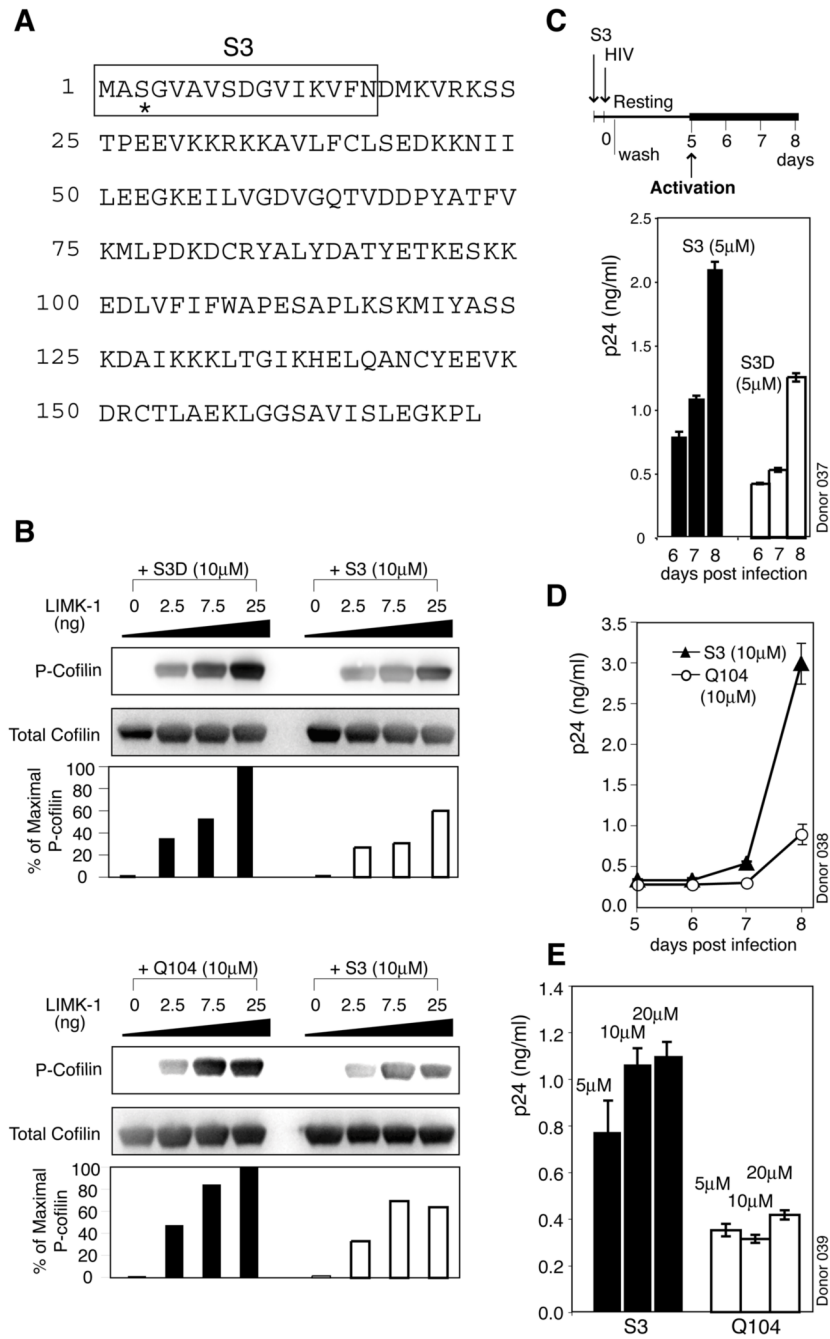 A
S3
1 MASGVAVSDGVIKVFNDMKVRKSS
*
25 TPEEVKKRKKAVLFCLSEDKKNII
50 LEEGKEILVGDVGQTVDDPYATFV
75 KMLPDKDCRYALYDATYETKESKK
100 EDLVFIFWAPESAPLKSKMIYASS
125 KDAIKKKLTGIKHELQANCYEEVK
150 DRCTLAEKLGGSAVISLEGKPL
B
+ S3D (10μM) + S3 (10μM)
LIMK-1 (ng) 0 2.5 7.5 25 0 2.5 7.5 25
P-Cofilin
Total Cofilin
% of Maximal
P-cofilin
100
80
60
40
20
0
+ Q104 (10μM) + S3 (10μM)
LIMK-1 (ng) 0 2.5 7.5 25 0 2.5 7.5 25
P-Cofilin
Total Cofilin
% of Maximal
P-cofilin
100
80
60
40
20
0
C
S3
HIV
Resting
0 5 6 7 8
wash days
Activation
p24 (ng/ml)
2.5
2.0
1.5
1.0
0.5
0
S3 (5μM)
S3D
(5μM)
6 7 8 6 7 8
days post infection
Donor 037
D
p24 (ng/ml)
3.5
3.0
2.5
2.0
1.5
1.0
0.5
0.0
S3 (10μM)
Q104
(10μM)
5 6 7 8
days post infection
Donor 038
E
p24 (ng/ml)
1.4
1.2
1.0
0.8
0.6
0.4
0.2
0.0
5μM
10μM
20μM
5μM
10μM
20μM
S3 Q104
Donor 039